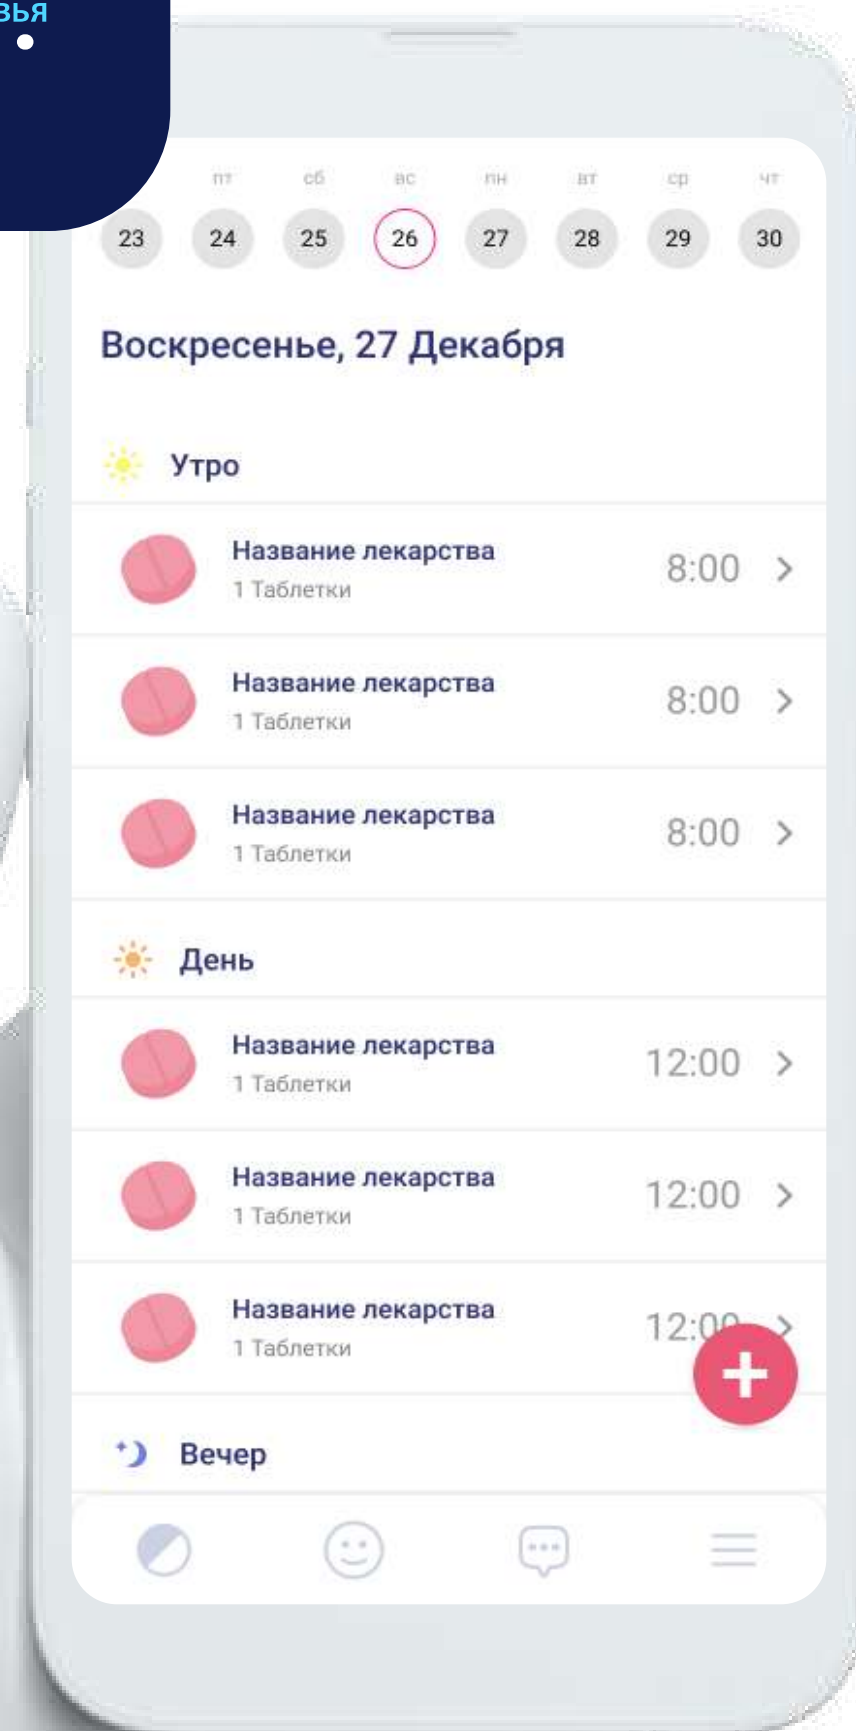 пт сб вс пн вт ср чт
23 24 25 26 27 28 29 30
Воскресенье, 27 Декабря
Утро
Название лекарства
1 Таблетки
8:00
Название лекарства
1 Таблетки
8:00
Название лекарства
1 Таблетки
8:00
День
Название лекарства
1 Таблетки
12:00
Название лекарства
1 Таблетки
12:00
Название лекарства
1 Таблетки
12:00
Вечер